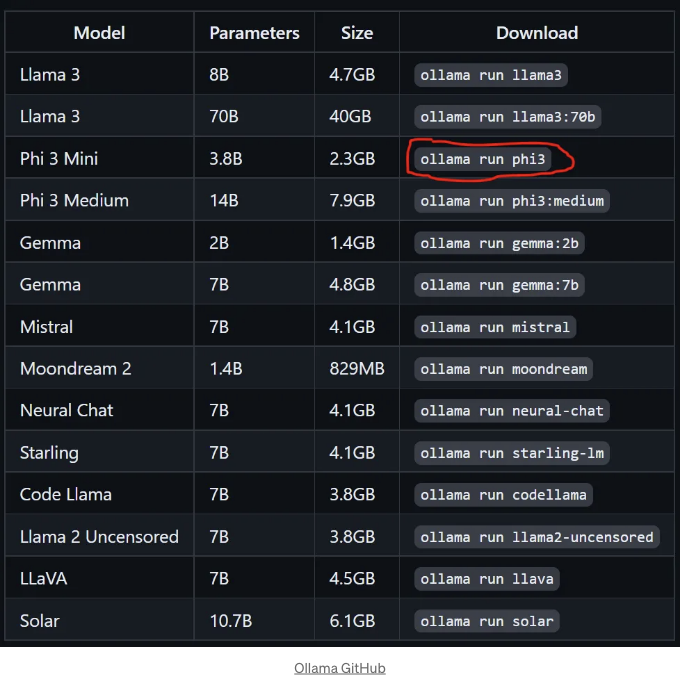 Model Parameters Size Download
Llama 3 8B 4.7GB ollama run llama3
Llama 3 70B 40GB ollama run llama3:70b
Phi 3 Mini 3.8B 2.3GB ollama run phi3
Phi 3 Medium 14B 7.9GB ollama run phi3:medium
Gemma 2B 1.4GB ollama run gemma:2b
Gemma 7B 4.8GB ollama run gemma:7b
Mistral 7B 4.1GB ollama run mistral
Moondream 2 1.4B 829MB ollama run moondream
Neural Chat 7B 4.1GB ollama run neural-chat
Starling 7B 4.1GB ollama run starling-lm
Code Llama 7B 3.8GB ollama run codellama
Llama 2 Uncensored 7B 3.8GB ollama run llama2-uncensored
LLaVA 7B 4.5GB ollama run llava
Solar 10.7B 6.1GB ollama run solar
Ollama GitHub